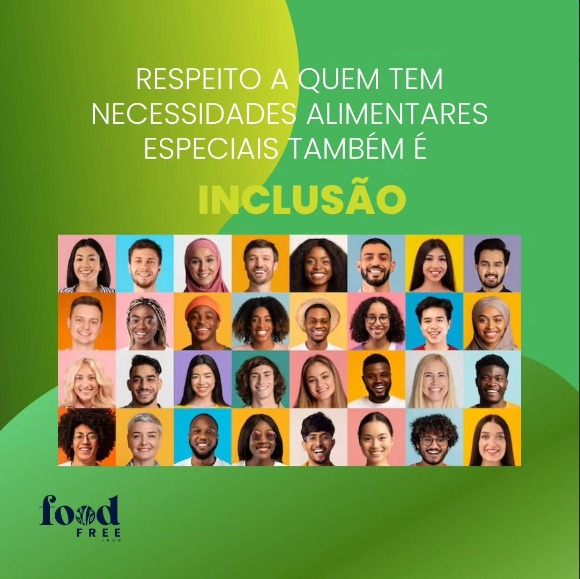 RESPEITO A QUEM TEM
NECESSIDADES ALIMENTARES
ESPECIAIS TAMBÉM É
INCLUSÃO
food
FREE